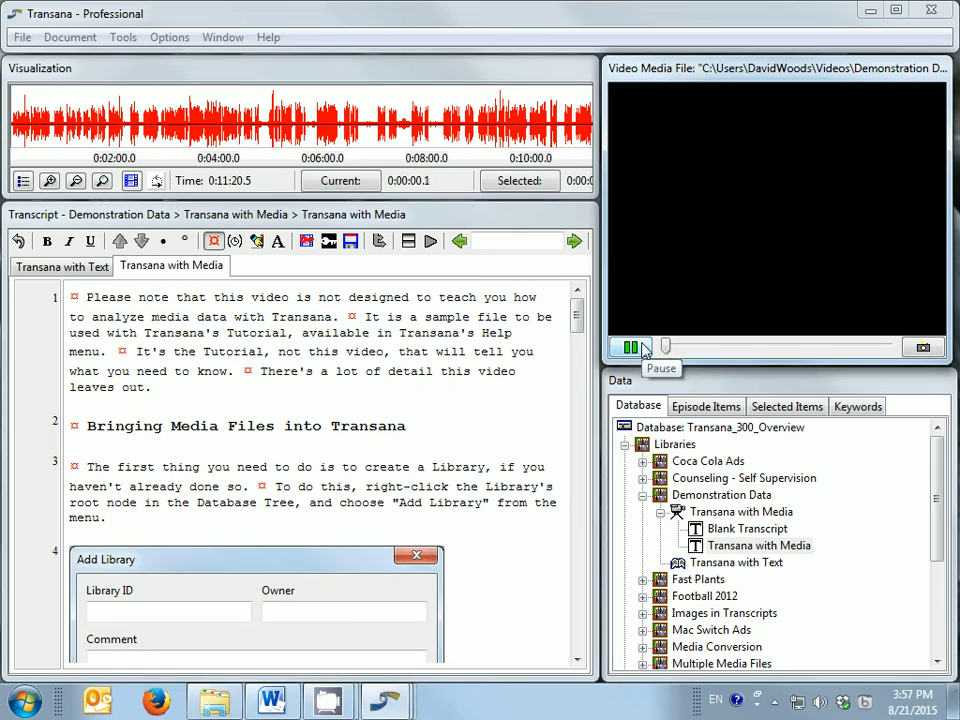 Transana - Professional
File Document Tools Options Window Help
Visualization
0:02:00.0 0:04:00.0 0:06:00.0 0:08:00.0 0:10:00.0
Time: 0:11:20.5 Current: 0:00:00.1 Selected: 0:00:
Transcript - Demonstration Data > Transana with Media > Transana with Media
B I U A
Transana with Text Transana with Media
1 ¤ Please note that this video is not designed to teach you how
to analyze media data with Transana. ¤ It is a sample file to be
used with Transana's Tutorial, available in Transana's Help
menu. ¤ It's the Tutorial, not this video, that will tell you
what you need to know. ¤ There's a lot of detail this video
leaves out.
2 ¤ Bringing Media Files into Transana
3 ¤ The first thing you need to do is to create a Library, if you
haven't already done so. ¤ To do this, right-click the Library's
root node in the Database Tree, and choose "Add Library" from the
menu.
4
Add Library
Library ID Owner
Comment
Video Media File: "C:\Users\DavidWoods\Videos\Demonstration D...
Pause
Data
Database Episode Items Selected Items Keywords
Database: Transana_300_Overview
Libraries
Coca Cola Ads
Counseling - Self Supervision
Demonstration Data
Transana with Media
T Blank Transcript
T Transana with Media
Transana with Text
Fast Plants
Football 2012
Images in Transcripts
Mac Switch Ads
Media Conversion
Multiple Media Files
EN
3:57 PM
8/21/2015